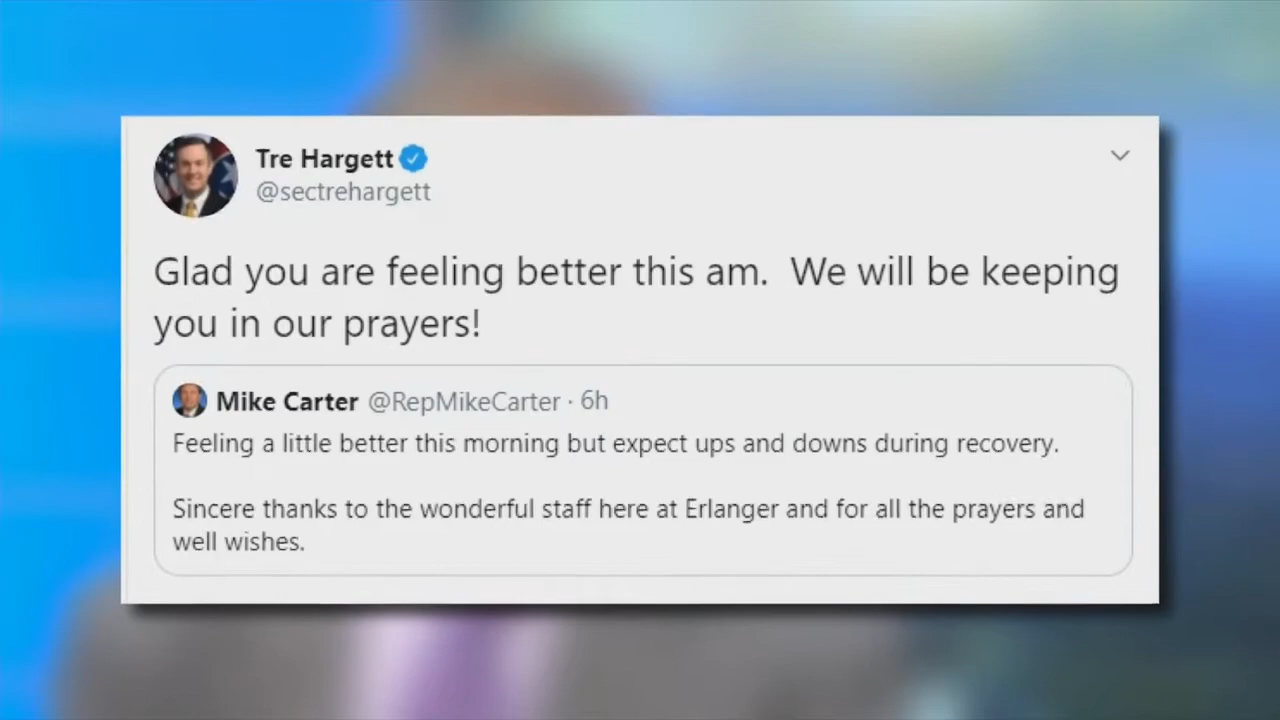 Tre Hargett
@sectrehargett
Glad you are feeling better this am.  We will be keeping
you in our prayers!
Mike Carter @RepMikeCarter · 6h
Feeling a little better this morning but expect ups and downs during recovery.
Sincere thanks to the wonderful staff here at Erlanger and for all the prayers and
well wishes.